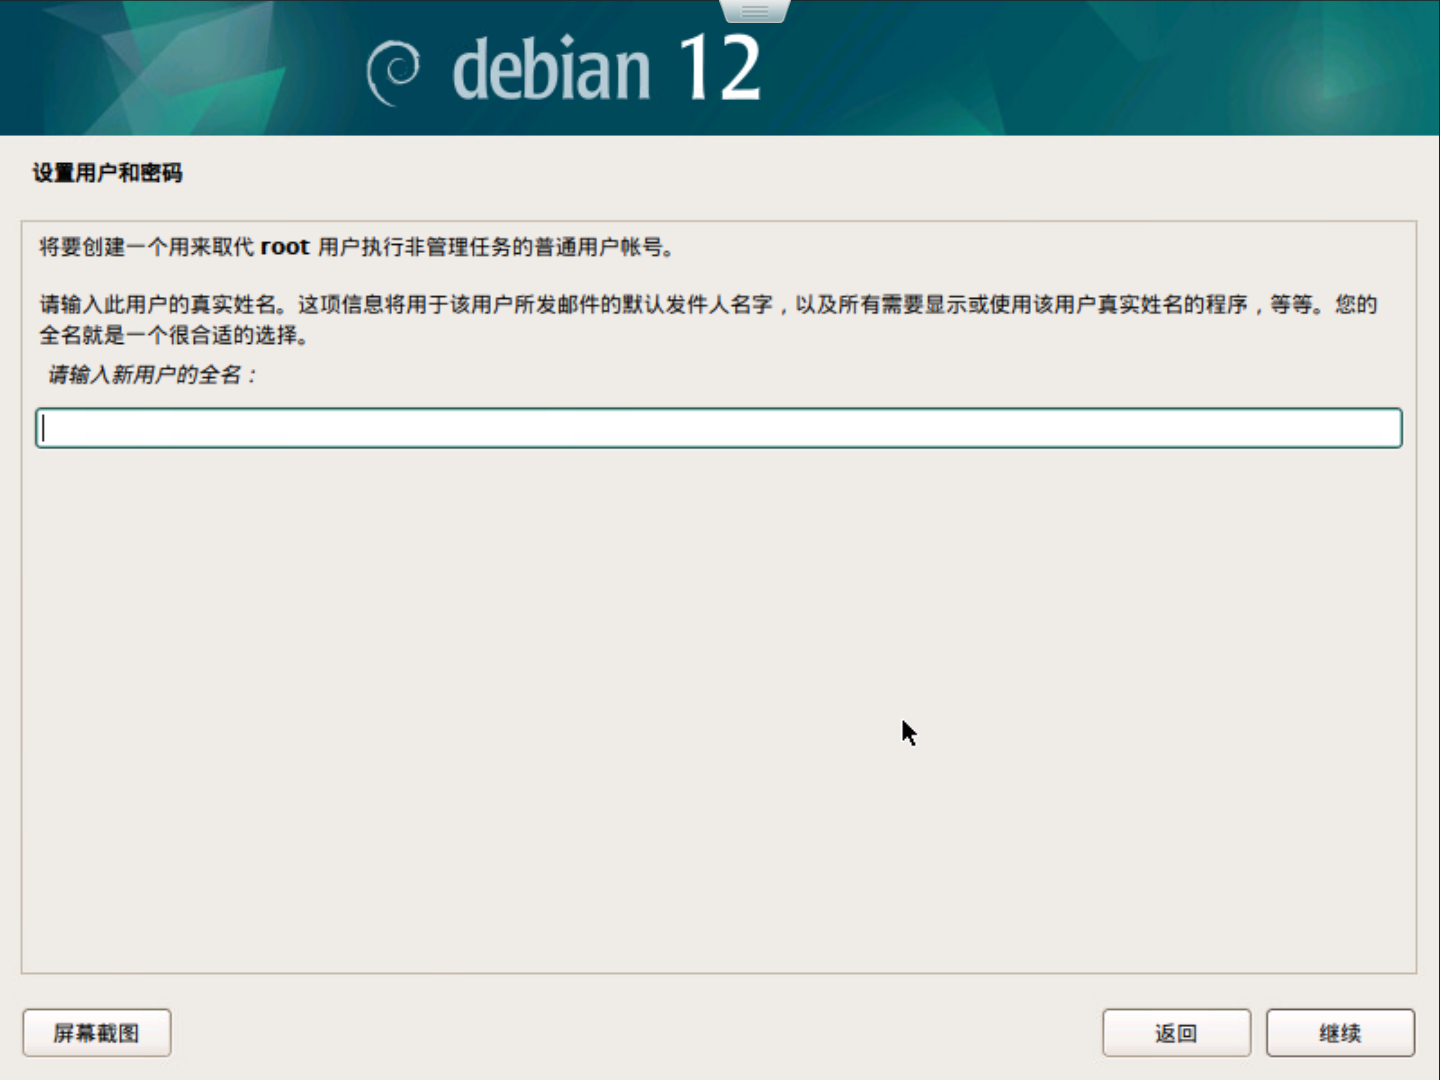 debian 12
设置用户和密码
将要创建一个用来取代 root 用户执行非管理任务的普通用户帐号。
请输入此用户的真实姓名。这项信息将用于该用户所发邮件的默认发件人名字，以及所有需要显示或使用该用户真实姓名的程序，等等。您的
全名就是一个很合适的选择。
请输入新用户的全名：
屏幕截图
返回
继续